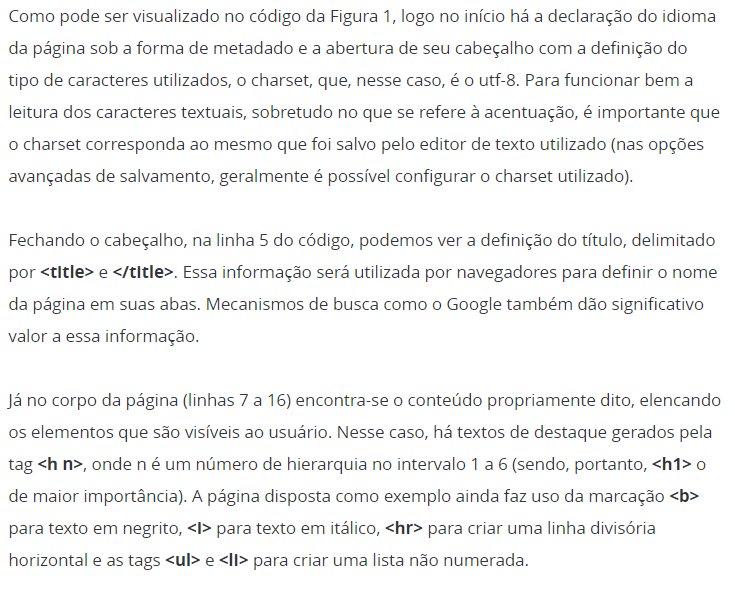 Como pode ser visualizado no código da Figura 1, logo no início há a declaração do idioma
da página sob a forma de metadado e a abertura de seu cabeçalho com a definição do
tipo de caracteres utilizados, o charset, que, nesse caso, é o utf-8. Para funcionar bem a
leitura dos caracteres textuais, sobretudo no que se refere à acentuação, é importante que
o charset corresponda ao mesmo que foi salvo pelo editor de texto utilizado (nas opções
avançadas de salvamento, geralmente é possível configurar o charset utilizado).
Fechando o cabeçalho, na linha 5 do código, podemos ver a definição do título, delimitado
por <title> e </title>. Essa informação será utilizada por navegadores para definir o nome
da página em suas abas. Mecanismos de busca como o Google também dão significativo
valor a essa informação.
Já no corpo da página (linhas 7 a 16) encontra-se o conteúdo propriamente dito, elencando
os elementos que são visíveis ao usuário. Nesse caso, há textos de destaque gerados pela
tag <h n>, onde n é um número de hierarquia no intervalo 1 a 6 (sendo, portanto, <h1> o
de maior importância). A página disposta como exemplo ainda faz uso da marcação <b>
para texto em negrito, <i> para texto em itálico, <hr> para criar uma linha divisória
horizontal e as tags <ul> e <li> para criar uma lista não numerada.